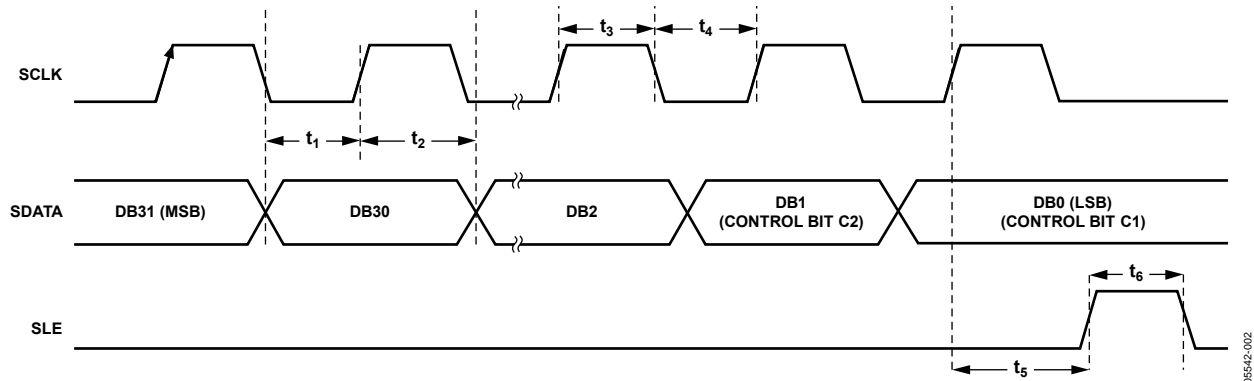 t3
t4
SCLK
t1
t2
SDATA
DB31 (MSB)
DB30
DB2
DB1
(CONTROL BIT C2)
DB0 (LSB)
(CONTROL BIT C1)
t6
SLE
t5
05542-002